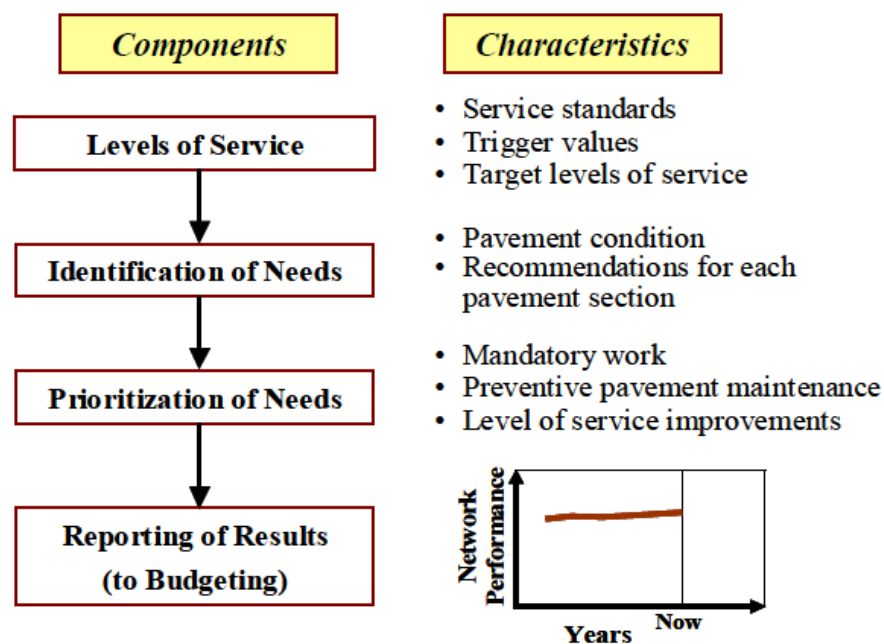 Components
Characteristics
Levels of Service
• Service standards
• Trigger values
• Target levels of service
Identification of Needs
• Pavement condition
• Recommendations for each
pavement section
Prioritization of Needs
• Mandatory work
• Preventive pavement maintenance
• Level of service improvements
Reporting of Results
(to Budgeting)
Network
Performance
Now
Years